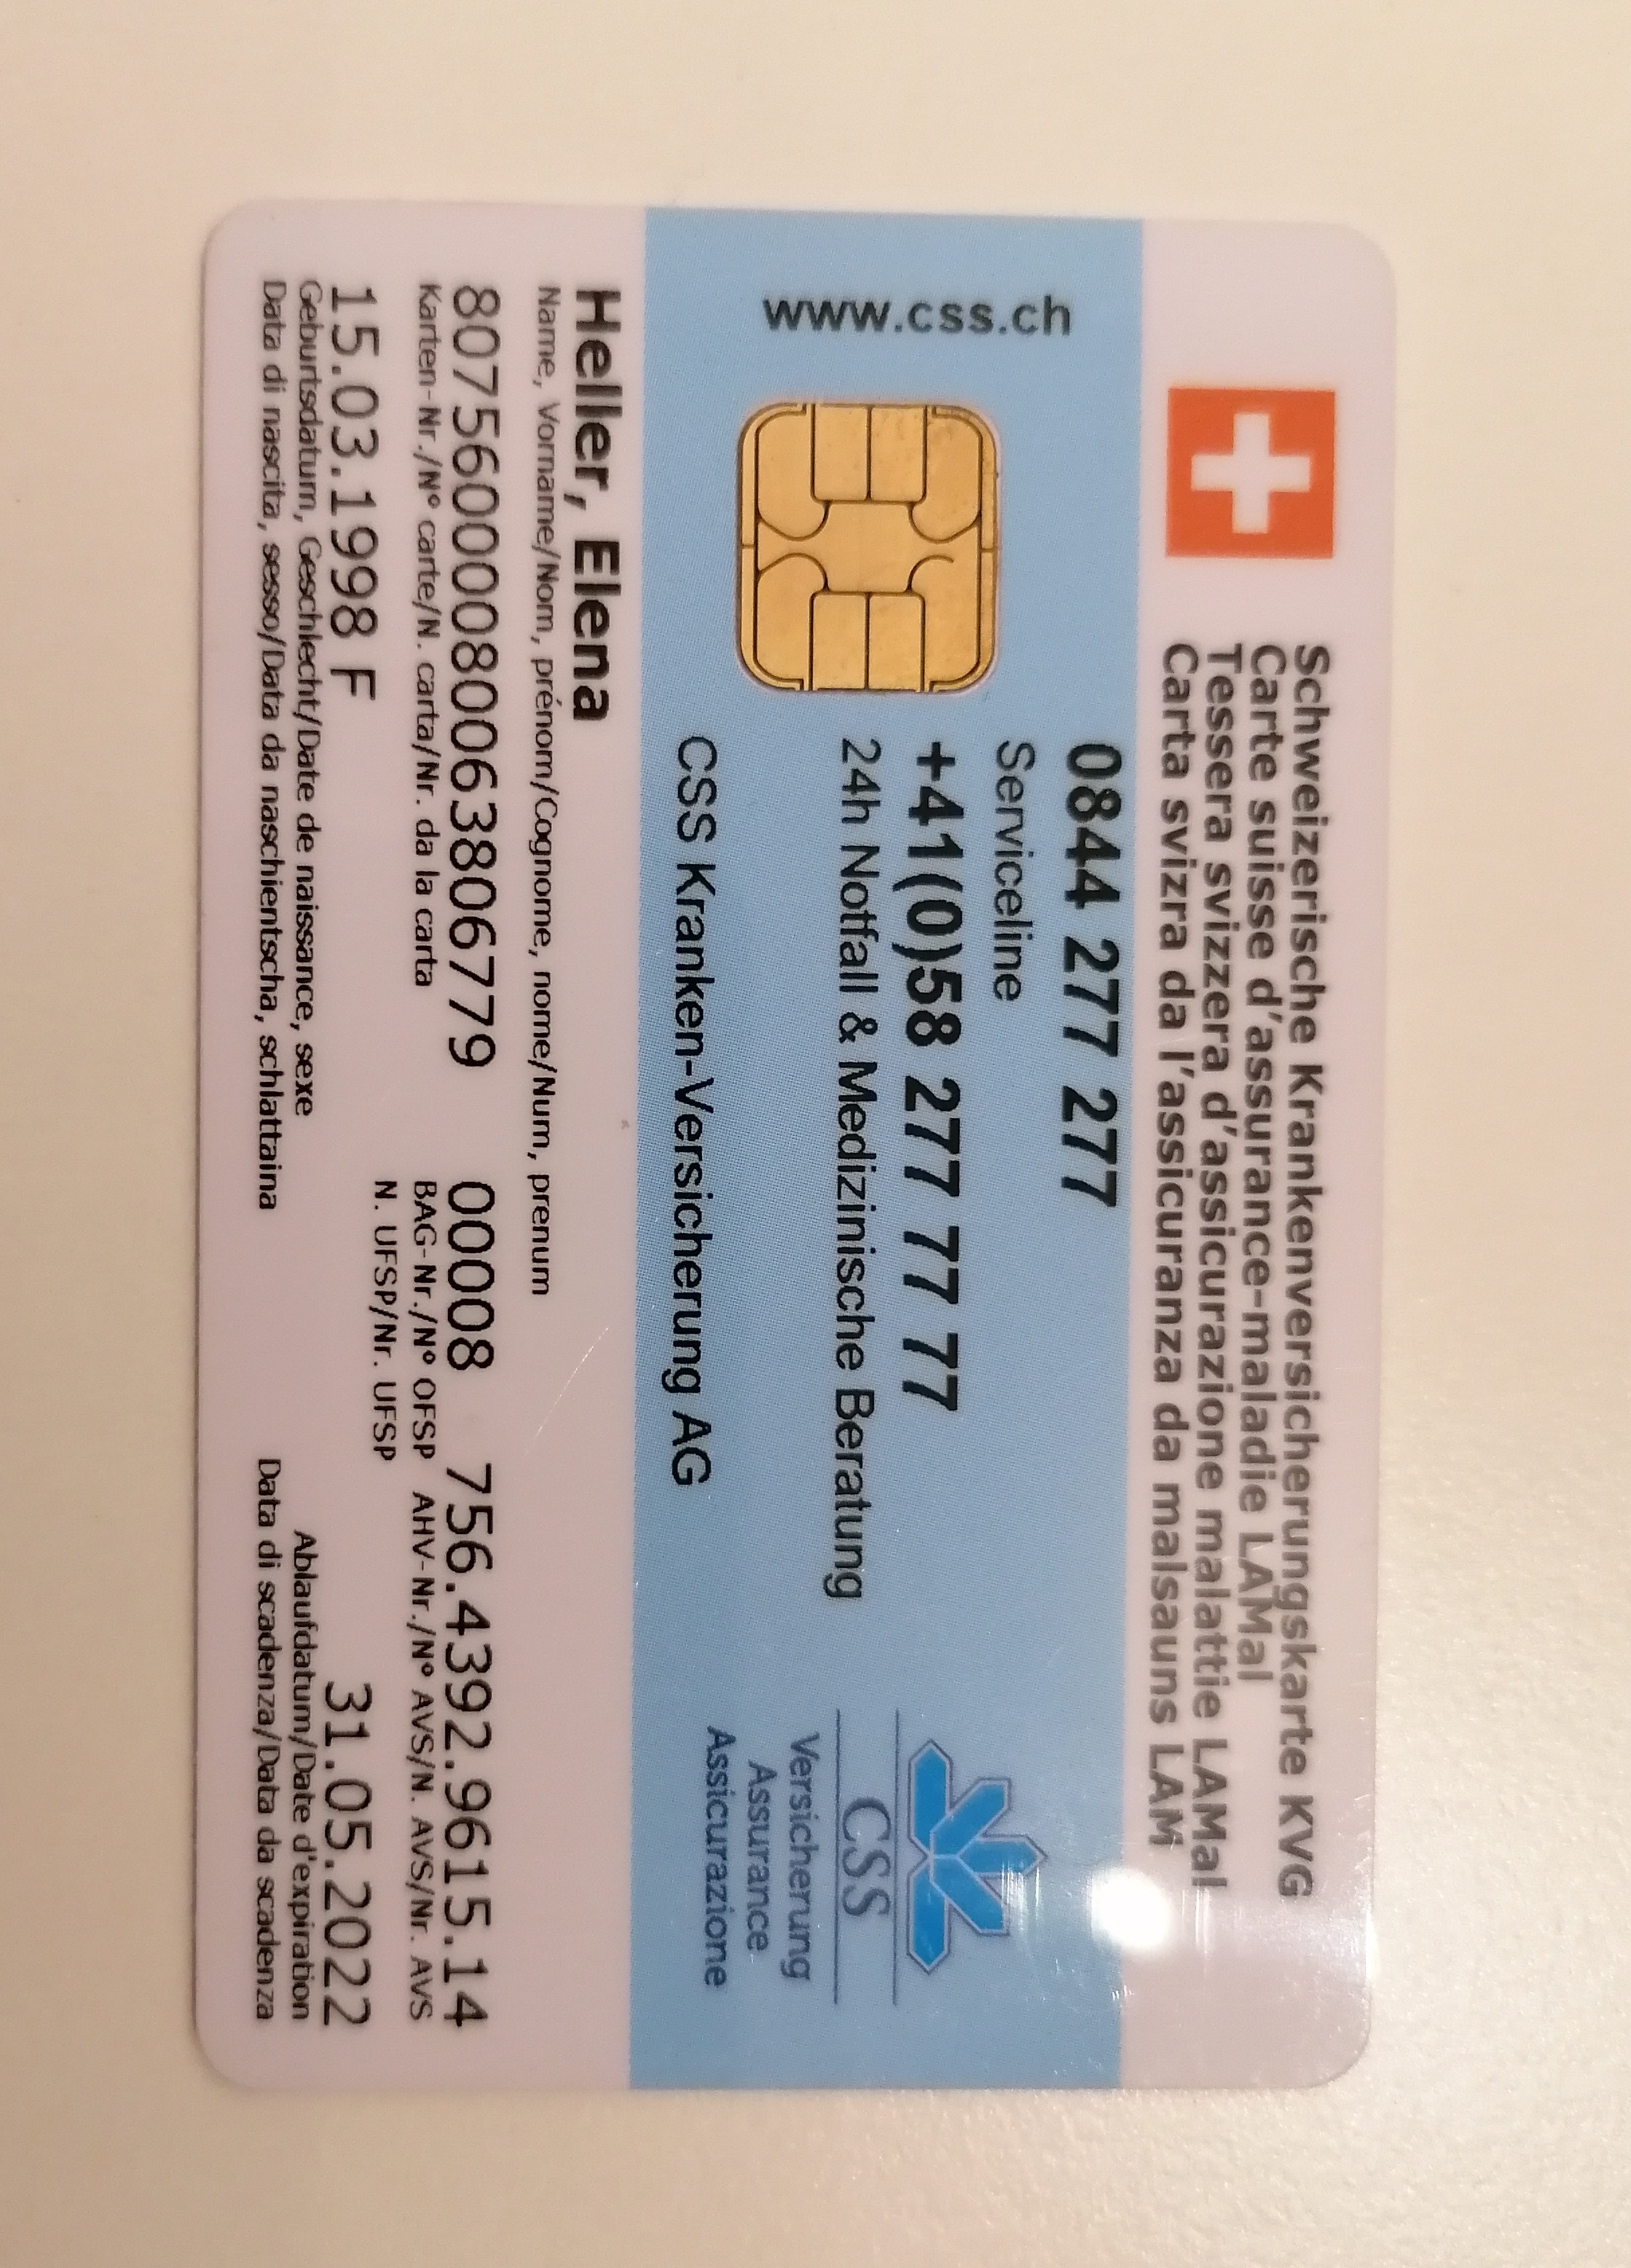 Schweizerische Krankenversicherungskarte KVG
Carte suisse d'assurance-maladie LAMal
Tessera svizzera d'assicurazione malattie LAMal
Carta svizra da l'assicuranza da malsauns LAM
www.css.ch
0844 277 277
Serviceline
+41(0)58 277 77 77
24h Notfall & Medizinische Beratung
CSS Kranken-Versicherung AG
CSS
Versicherung
Assurance
Assicurazione
Heller, Elena
Name, Vorname/Nom, prénom/Cognome, nome/Num, prenum
80756000080063806779 00008 756.4392.9615.14
Karten-Nr./N° carte/N. carta/Nr. da la carta BAG-Nr./N° OFSP AHV-Nr./N° AVS/N. AVS/Nr. AVS
N. UFSP/Nr. UFSP
15.03.1998 F 31.05.2022
Geburtsdatum, Geschlecht/Date de naissance, sexe Ablaufdatum/Date d'expiration
Data di nascita, sesso/Data da naschientscha, schlattaina Data di scadenza/Data da scadenza